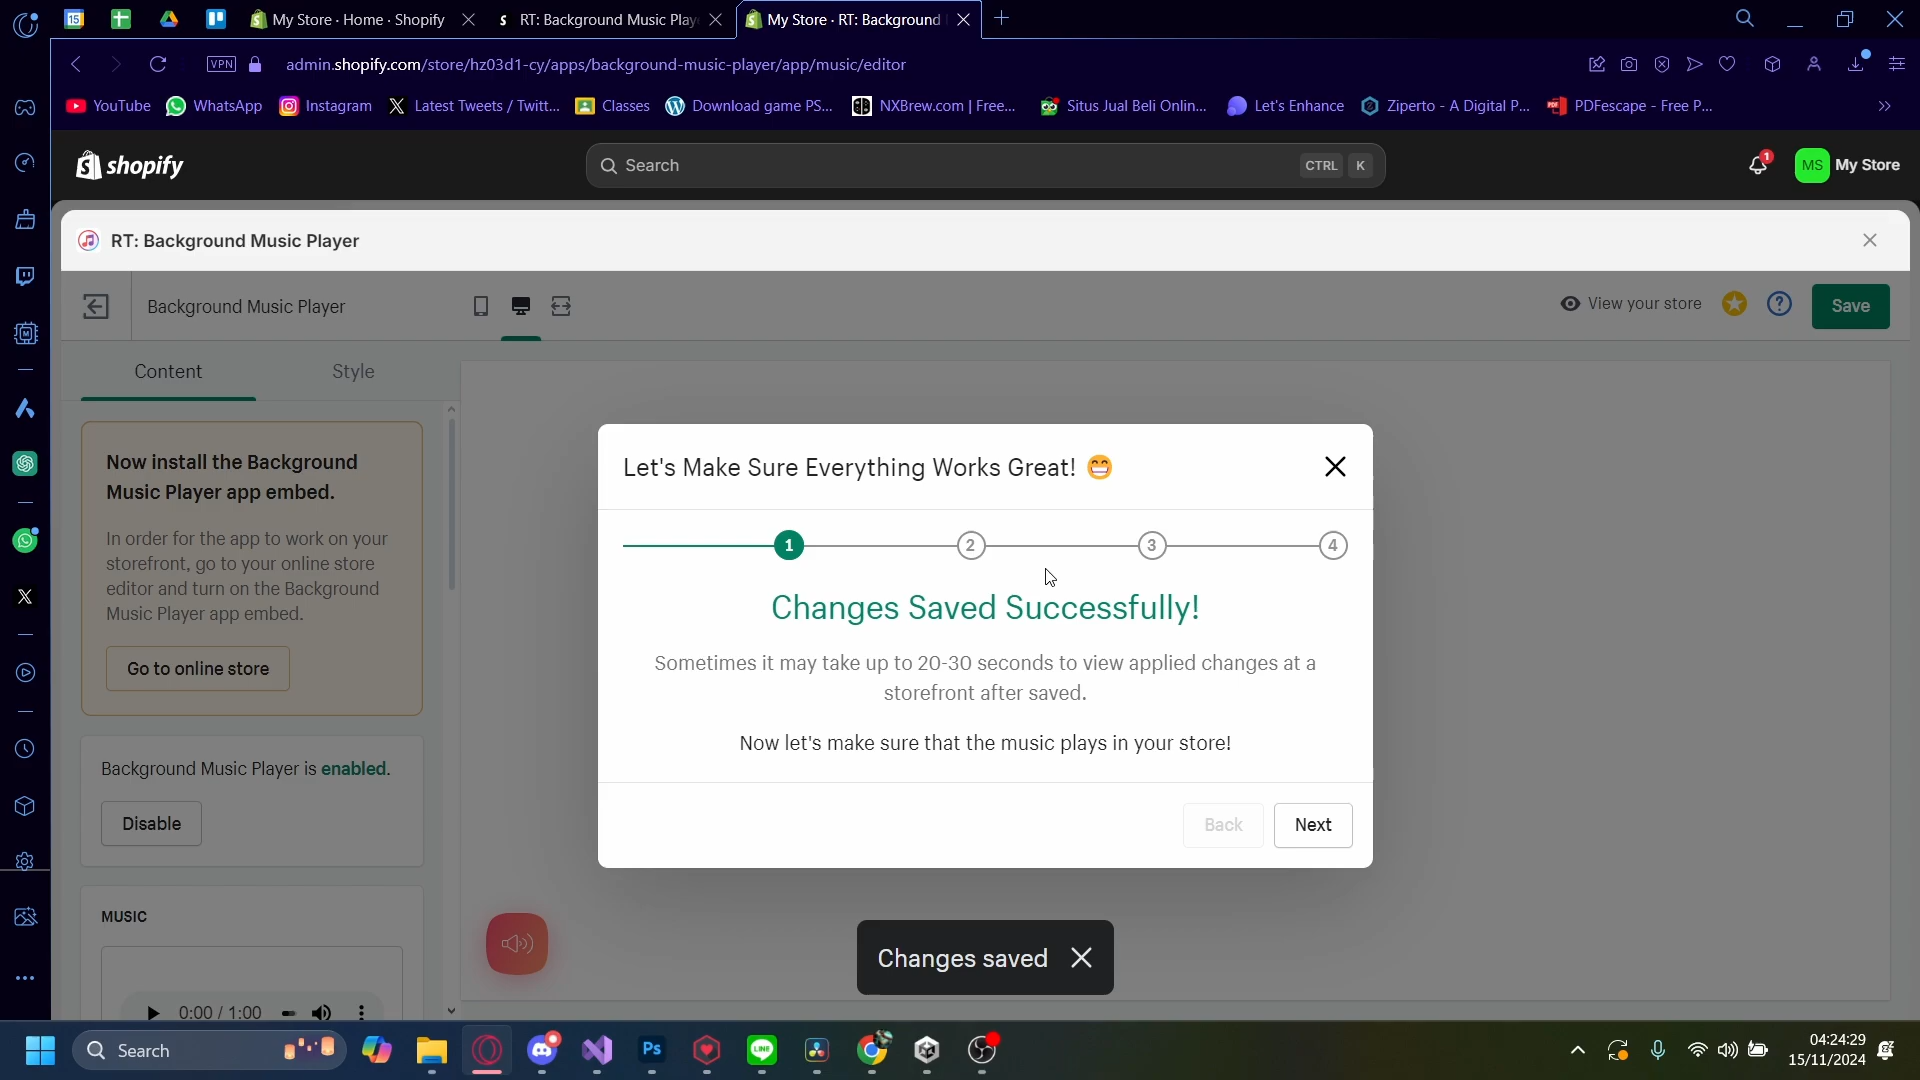 My Store · Home · Shopify
RT: Background Music Play
My Store · RT: Background
VPN
admin.shopify.com/store/hz03d1-cy/apps/background-music-player/app/music/editor
YouTube
WhatsApp
Instagram
Latest Tweets / Twitt...
Classes
Download game PS...
NXBrew.com | Free...
Situs Jual Beli Onlin...
Let's Enhance
Ziperto - A Digital P...
PDFescape - Free P...
shopify
Search
CTRL
K
1
MS
My Store
RT: Background Music Player
Background Music Player
View your store
Save
Content
Style
Now install the Background
Music Player app embed.
In order for the app to work on your
storefront, go to your online store
editor and turn on the Background
Music Player app embed.
Go to online store
Background Music Player is enabled.
Disable
MUSIC
0:00 / 1:00
Let's Make Sure Everything Works Great! 😁
1
2
3
4
Changes Saved Successfully!
Sometimes it may take up to 20-30 seconds to view applied changes at a
storefront after saved.
Now let's make sure that the music plays in your store!
Back
Next
Changes saved
Search
Ps
LINE
04:24:29
15/11/2024